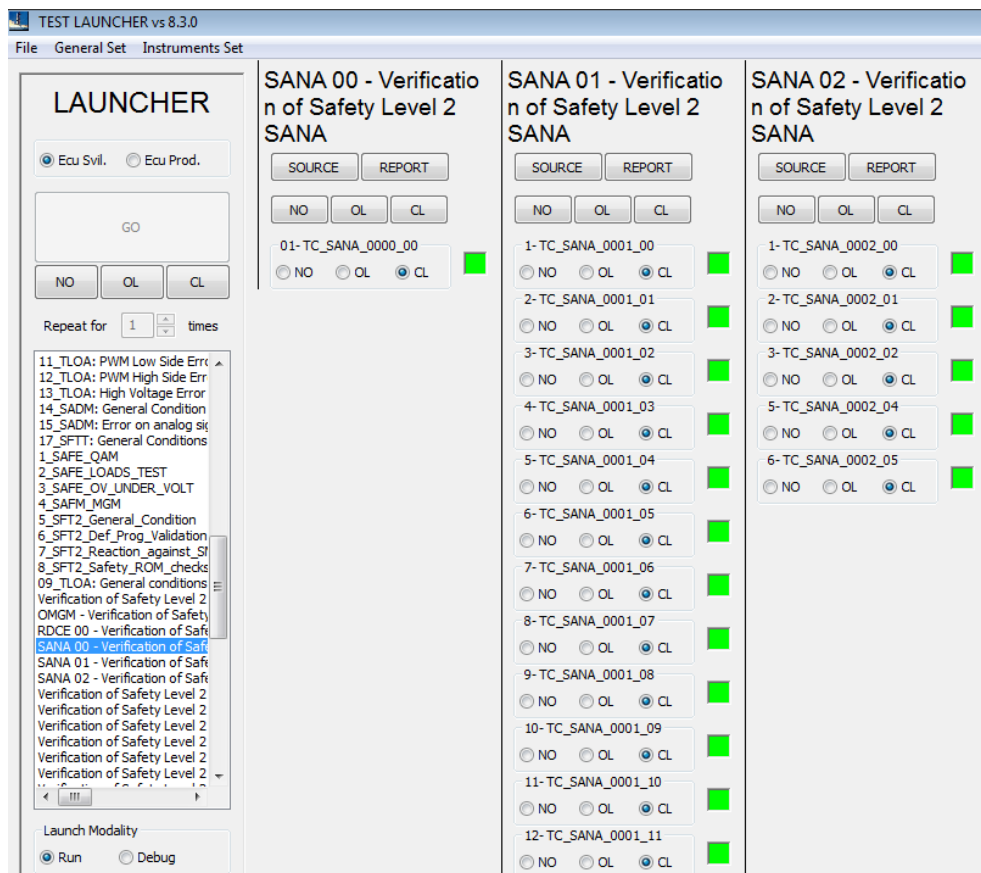 TEST LAUNCHER vs 8.3.0
File General Set Instruments Set
LAUNCHER
Ecu Svil. Ecu Prod.
GO
NO OL CL
Repeat for 1 times
11_TLOA: PWM Low Side Erro
12_TLOA: PWM High Side Err
13_TLOA: High Voltage Error
14_SADM: General Condition
15_SADM: Error on analog sig
17_SFTT: General Conditions
1_SAFE_QAM
2_SAFE_LOADS_TEST
3_SAFE_OV_UNDER_VOLT
4_SAFM_MGM
5_SFT2_General_Condition
6_SFT2_Def_Prog_Validation
7_SFT2_Reaction_against_SM
8_SFT2_Safety_ROM_checks
09_TLOA: General conditions
Verification of Safety Level 2
OMGM - Verification of Safety
RDCE 00 - Verification of Safe
SANA 00 - Verification of Safe
SANA 01 - Verification of Safe
SANA 02 - Verification of Safe
Verification of Safety Level 2
Verification of Safety Level 2
Verification of Safety Level 2
Verification of Safety Level 2
Verification of Safety Level 2
Verification of Safety Level 2
Launch Modality
Run Debug
SANA 00 - Verificatio
n of Safety Level 2
SANA
SOURCE REPORT
NO OL CL
01- TC_SANA_0000_00
NO OL CL
SANA 01 - Verificatio
n of Safety Level 2
SANA
SOURCE REPORT
NO OL CL
1- TC_SANA_0001_00
NO OL CL
2- TC_SANA_0001_01
NO OL CL
3- TC_SANA_0001_02
NO OL CL
4- TC_SANA_0001_03
NO OL CL
5- TC_SANA_0001_04
NO OL CL
6- TC_SANA_0001_05
NO OL CL
7- TC_SANA_0001_06
NO OL CL
8- TC_SANA_0001_07
NO OL CL
9- TC_SANA_0001_08
NO OL CL
10- TC_SANA_0001_09
NO OL CL
11- TC_SANA_0001_10
NO OL CL
12- TC_SANA_0001_11
NO OL CL
SANA 02 - Verificatio
n of Safety Level 2
SANA
SOURCE REPORT
NO OL CL
1- TC_SANA_0002_00
NO OL CL
2- TC_SANA_0002_01
NO OL CL
3- TC_SANA_0002_02
NO OL CL
5- TC_SANA_0002_04
NO OL CL
6- TC_SANA_0002_05
NO OL CL